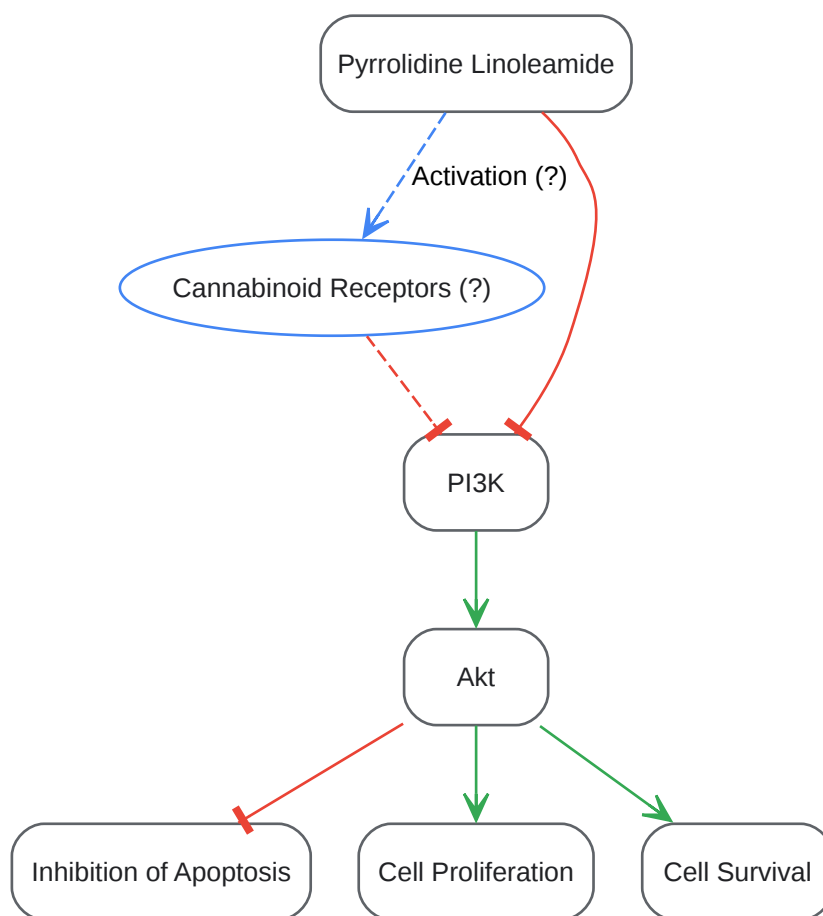 Pyrrolidine Linoleamide
Activation (?)
Cannabinoid Receptors (?)
PI3K
Akt
Inhibition of Apoptosis
Cell Proliferation
Cell Survival